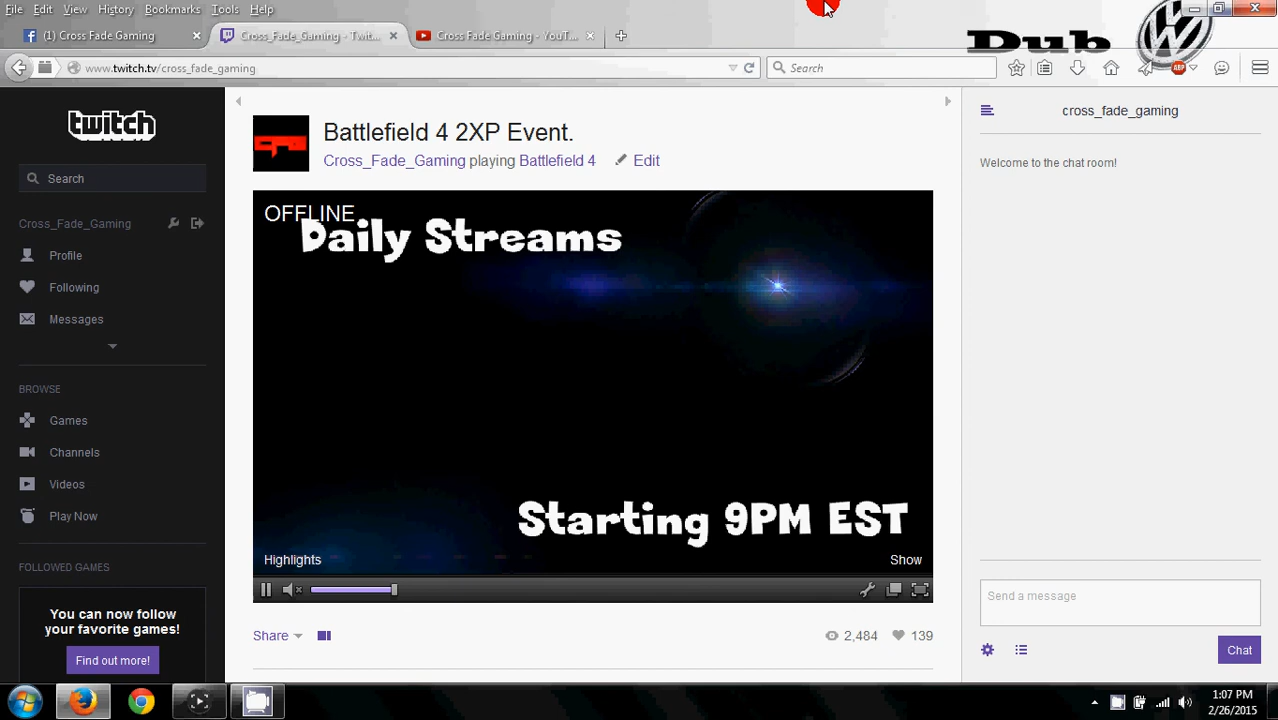 File Edit View History Bookmarks Tools Help
(1) Cross Fade Gaming
Cross_Fade_Gaming - Twit...
Cross Fade Gaming - YouT...
Dub
www.twitch.tv/cross_fade_gaming
Search
ABP
twitch
Search
Cross_Fade_Gaming
Profile
Following
Messages
BROWSE
Games
Channels
Videos
Play Now
FOLLOWED GAMES
You can now follow
your favorite games!
Find out more!
Battlefield 4 2XP Event.
Cross_Fade_Gaming playing Battlefield 4 Edit
OFFLINE
Daily Streams
Starting 9PM EST
Highlights
Show
Share
2,484
139
cross_fade_gaming
Welcome to the chat room!
Send a message
Chat
1:07 PM
2/26/2015